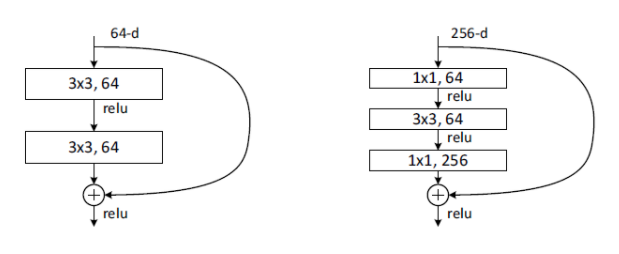 64-d
3x3, 64
relu
3x3, 64
+
relu
256-d
1x1, 64
relu
3x3, 64
relu
1x1, 256
+
relu